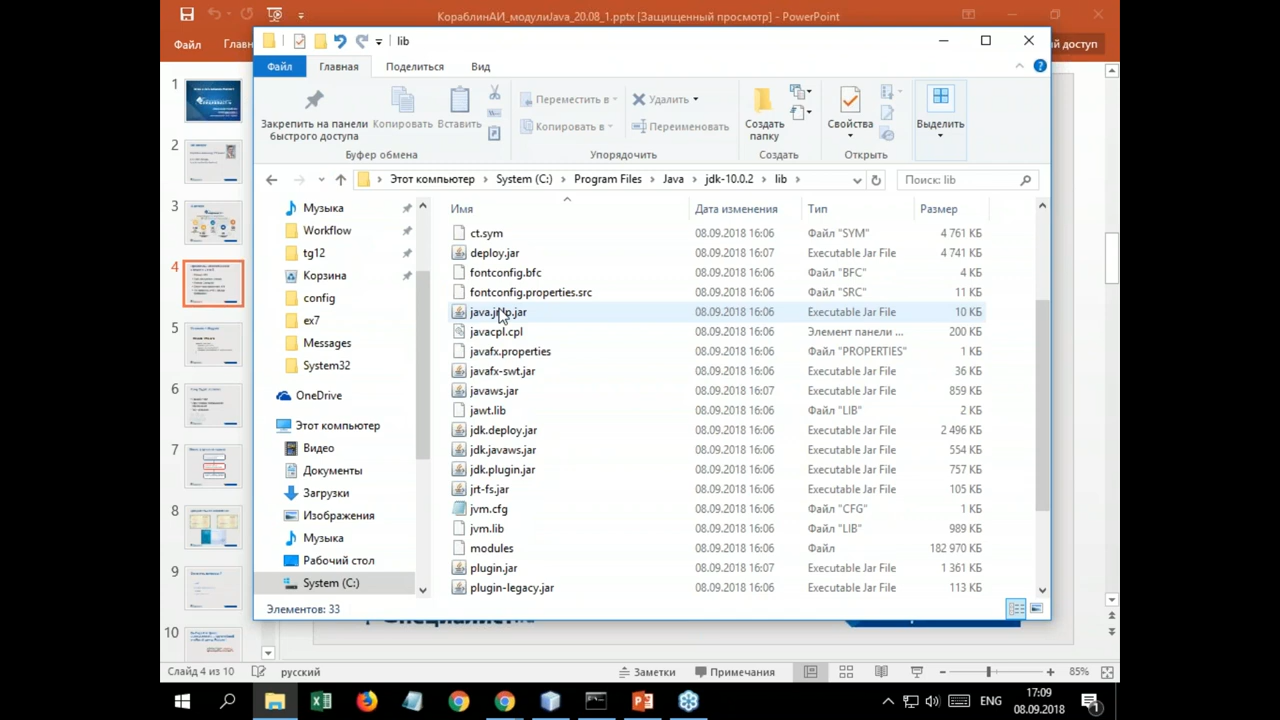 КораблинАИ_модулиJava_20.08_1.pptx [Защищенный просмотр] - PowerPoint
Файл
Главн
й доступ
lib
Файл
Главная
Поделиться
Вид
Закрепить на панели быстрого доступа
Копировать
Вставить
Переместить в
Копировать в
Удалить
Переименовать
Создать папку
Свойства
Выделить
Буфер обмена
Упорядочить
Создать
Открыть
Этот компьютер > System (C:) > Program Files > Java > jdk-10.0.2 > lib >
Поиск: lib
Имя Дата изменения Тип Размер
ct.sym 08.09.2018 16:06 Файл "SYM" 4 761 КБ
deploy.jar 08.09.2018 16:07 Executable Jar File 4 741 КБ
fontconfig.bfc 08.09.2018 16:06 Файл "BFC" 4 КБ
fontconfig.properties.src 08.09.2018 16:06 Файл "SRC" 11 КБ
08.09.2018 16:06 Executable Jar File 10 КБ
javacpl.cpl 08.09.2018 16:06 Элемент панели ... 200 КБ
javafx.properties 08.09.2018 16:06 Файл "PROPERTIES" 1 КБ
javafx-swt.jar 08.09.2018 16:06 Executable Jar File 36 КБ
javaws.jar 08.09.2018 16:07 Executable Jar File 859 КБ
jawt.lib 08.09.2018 16:06 Файл "LIB" 2 КБ
jdk.deploy.jar 08.09.2018 16:06 Executable Jar File 2 496 КБ
jdk.javaws.jar 08.09.2018 16:06 Executable Jar File 554 КБ
jdk.plugin.jar 08.09.2018 16:06 Executable Jar File 757 КБ
jrt-fs.jar 08.09.2018 16:06 Executable Jar File 105 КБ
jvm.cfg 08.09.2018 16:06 Файл "CFG" 1 КБ
jvm.lib 08.09.2018 16:06 Файл "LIB" 989 КБ
modules 08.09.2018 16:06 Файл 182 970 КБ
plugin.jar 08.09.2018 16:07 Executable Jar File 1 361 КБ
plugin-legacy.jar 08.09.2018 16:06 Executable Jar File 113 КБ
Музыка
Workflow
tg12
Корзина
config
ex7
Messages
System32
OneDrive
Этот компьютер
Видео
Документы
Загрузки
Изображения
Музыка
Рабочий стол
System (C:)
Элементов: 33
1
2
3
4
5
6
7
8
9
10
Слайд 4 из 10
русский
Заметки
Примечания
85%
ENG
17:09
08.09.2018
1